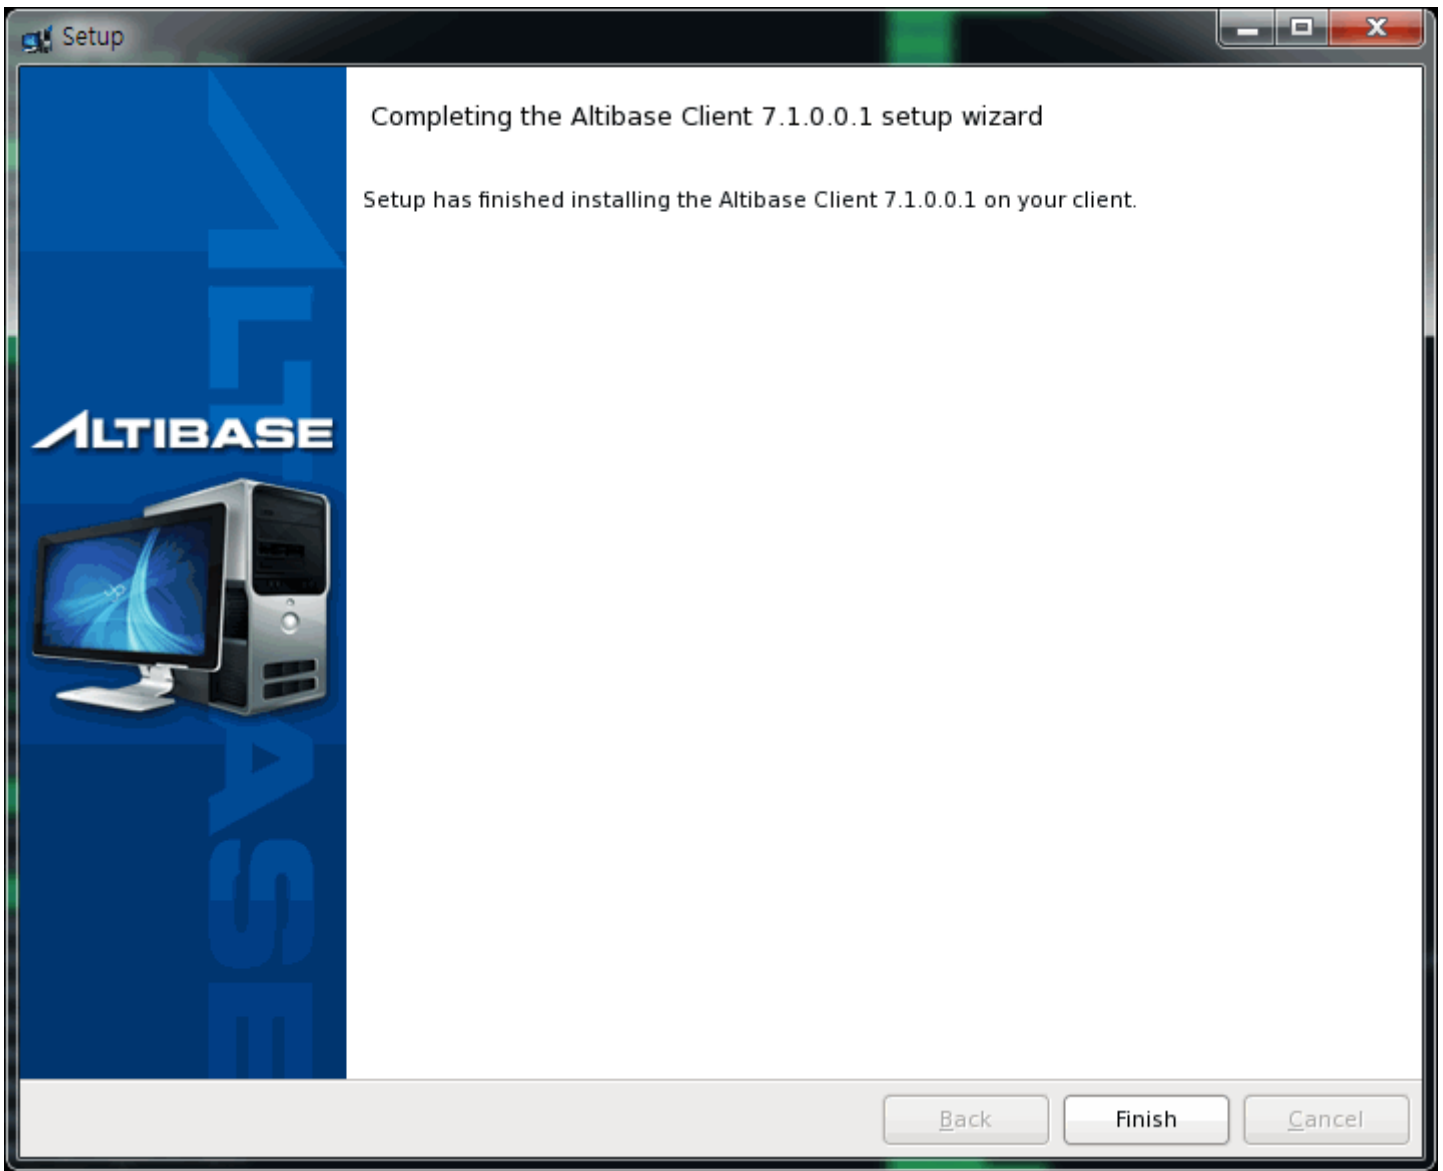 Setup
Completing the Altibase Client 7.1.0.0.1 setup wizard
Setup has finished installing the Altibase Client 7.1.0.0.1 on your client.
ALTIBASE
ALTIBASE
Back
Finish
Cancel